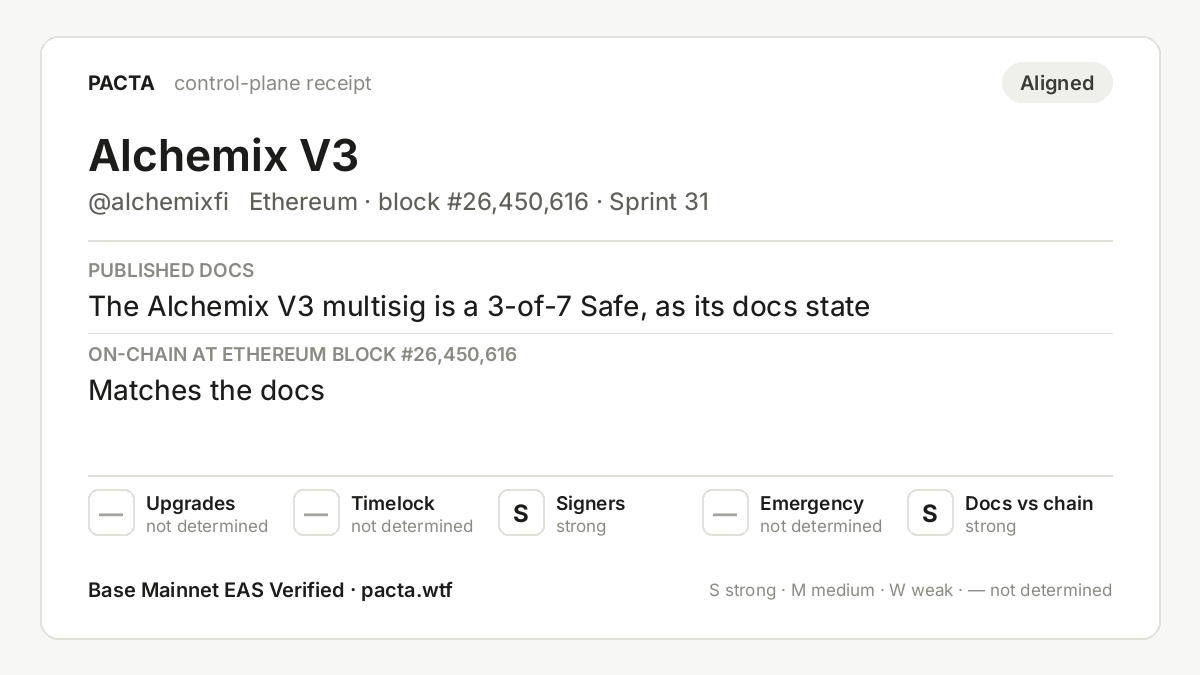 PACTA control-plane receipt Aligned
Alchemix V3
@alchemixfi Ethereum · block #26,450,616 · Sprint 31
PUBLISHED DOCS
The Alchemix V3 multisig is a 3-of-7 Safe, as its docs state
ON-CHAIN AT ETHEREUM BLOCK #26,450,616
Matches the docs
— Upgrades — Timelock S Signers — Emergency S Docs vs chain
not determined not determined strong not determined strong
Base Mainnet EAS Verified · pacta.wtf S strong · M medium · W weak · — not determined